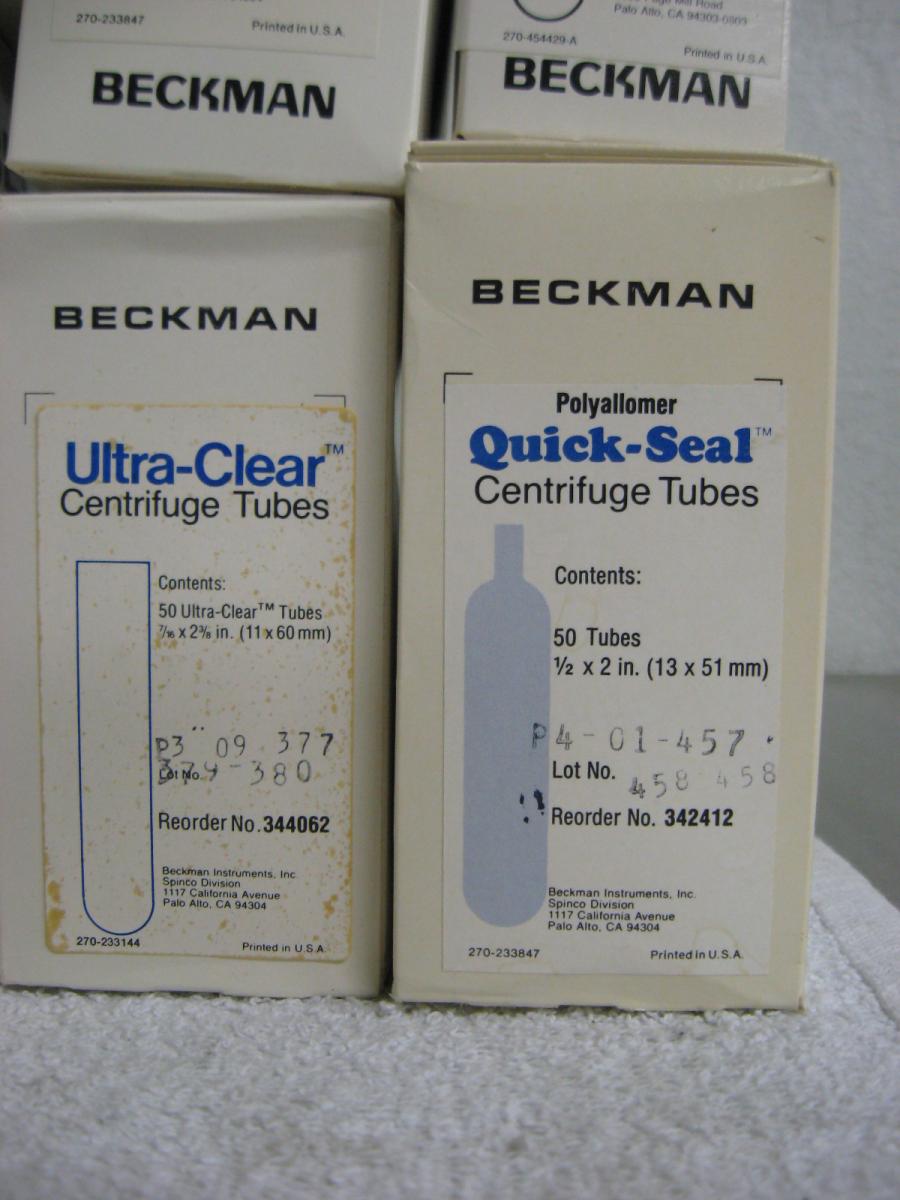 270-233847
Printed in U.S.A.
BECKMAN
Page Mill Road
Palo Alto, CA 94303-0803
270-454429-A
Printed in U.S.A.
BECKMAN
BECKMAN
Ultra-Clear™
Centrifuge Tubes
Contents:
50 Ultra-Clear™ Tubes
7/16 x 2⅜ in. (11 x 60 mm)
P3 09 377
379-380
Lot No.
Reorder No. 344062
Beckman Instruments, Inc.
Spinco Division
1117 California Avenue
Palo Alto, CA 94304
270-233144
Printed in U.S.A.
BECKMAN
Polyallomer
Quick-Seal™
Centrifuge Tubes
Contents:
50 Tubes
½ x 2 in. (13 x 51 mm)
P4-01-457
Lot No. 458 458
Reorder No. 342412
Beckman Instruments, Inc.
Spinco Division
1117 California Avenue
Palo Alto, CA 94304
270-233847
Printed in U.S.A.